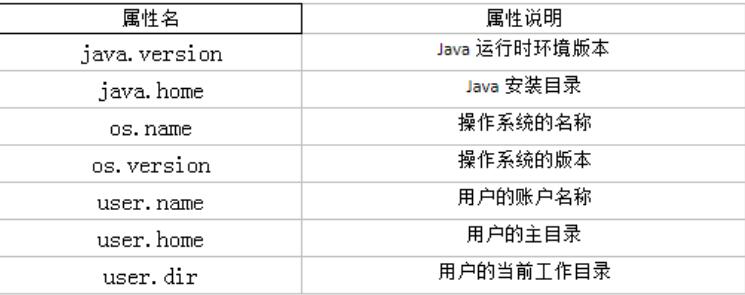 属性名 属性说明
java.version Java 运行时环境版本
java.home Java 安装目录
os.name 操作系统的名称
os.version 操作系统的版本
user.name 用户的账户名称
user.home 用户的主目录
user.dir 用户的当前工作目录